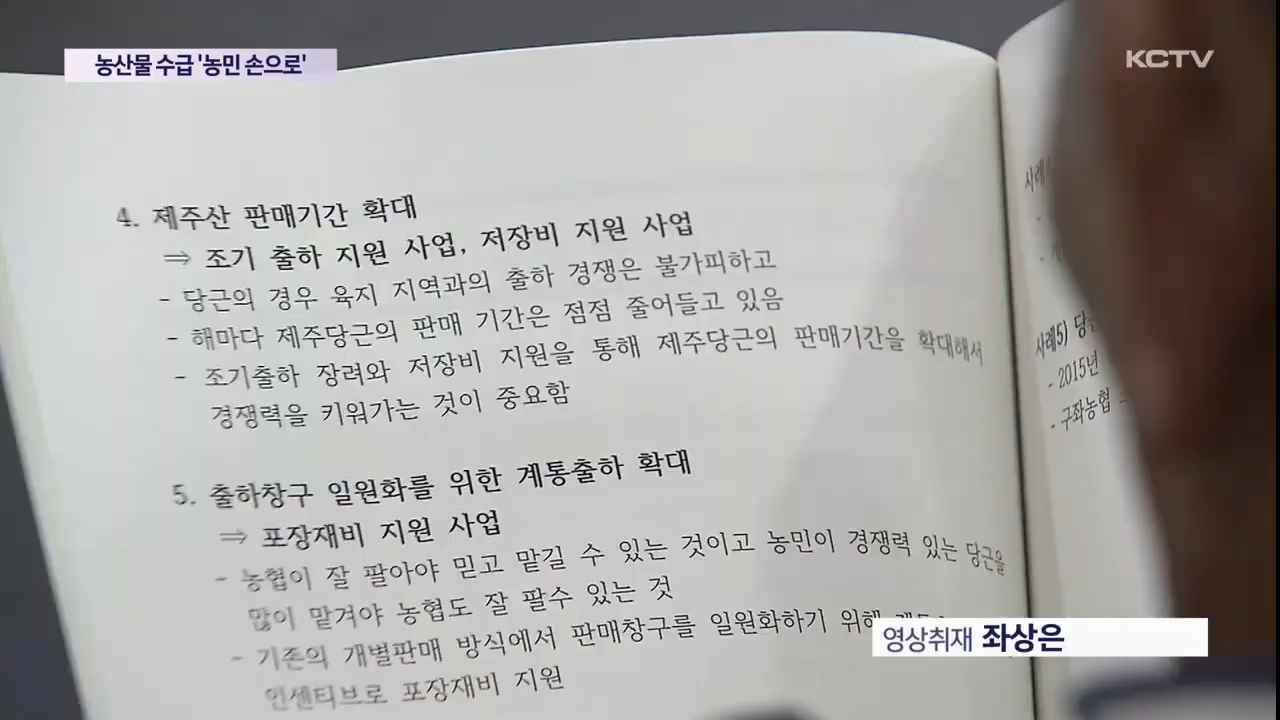 농산물 수급 '농민 손으로'
KCTV
4. 제주산 판매기간 확대
⇒ 조기 출하 지원 사업, 저장비 지원 사업
- 당근의 경우 육지 지역과의 출하 경쟁은 불가피하고
- 해마다 제주당근의 판매 기간은 점점 줄어들고 있음
- 조기출하 장려와 저장비 지원을 통해 제주당근의 판매기간을 확대해서
경쟁력을 키워가는 것이 중요함
5. 출하창구 일원화를 위한 계통출하 확대
⇒ 포장재비 지원 사업
- 농협이 잘 팔아야 믿고 맡길 수 있는 것이고 농민이 경쟁력 있는 당근을
많이 맡겨야 농협도 잘 팔수 있는 것
- 기존의 개별판매 방식에서 판매창구를 일원화하기 위해
인센티브로 포장재비 지원
사례5) 당근
- 2015년
- 구좌농협
영상취재 좌상은